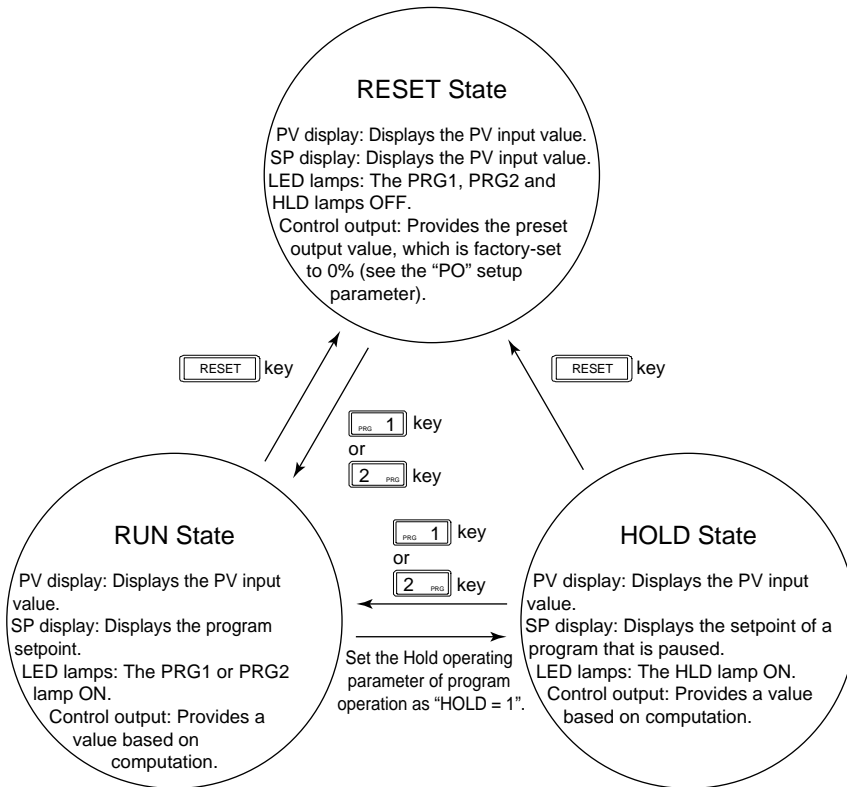 RESET State
PV display: Displays the PV input value.
SP display: Displays the PV input value.
LED lamps: The PRG1, PRG2 and
HLD lamps OFF.
Control output: Provides the preset
output value, which is factory-set
to 0% (see the “PO” setup
parameter).
RESET key
RESET key
PRG 1 key
or
2 PRG key
RUN State
PV display: Displays the PV input
value.
SP display: Displays the program
setpoint.
LED lamps: The PRG1 or PRG2
lamp ON.
Control output: Provides a
value based on
computation.
PRG 1 key
or
2 PRG key
Set the Hold operating
parameter of program
operation as “HOLD = 1”.
HOLD State
PV display: Displays the PV input
value.
SP display: Displays the setpoint of a
program that is paused.
LED lamps: The HLD lamp ON.
Control output: Provides a value
based on computation.